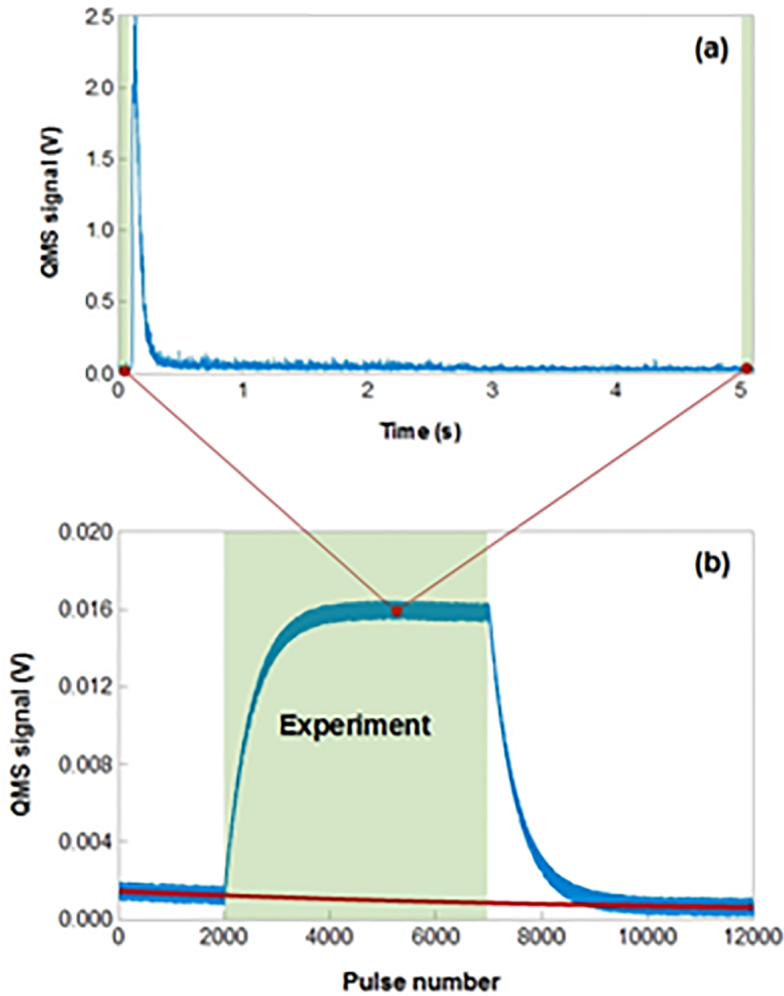 2.5
(a)
2.0
1.5
1.0
0.5
0.0
QMS signal (V)
0 1 2 3 4 5
Time (s)
0.020
(b)
0.016
0.012
Experiment
0.008
0.004
0.000
QMS signal (V)
0 2000 4000 6000 8000 10000 12000
Pulse number